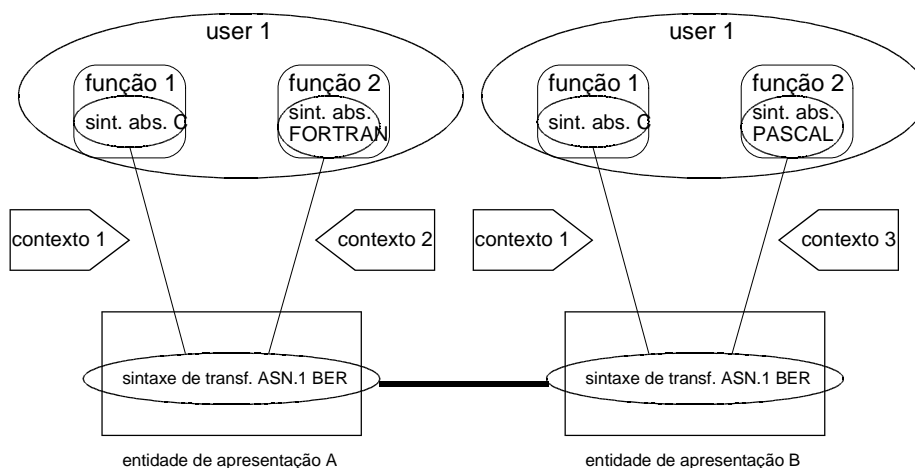 user 1
função 1
sint. abs. C
função 2
sint. abs.
FORTRAN
contexto 1
contexto 2
sintaxe de transf. ASN.1 BER
entidade de apresentação A
user 1
função 1
sint. abs. C
função 2
sint. abs.
PASCAL
contexto 1
contexto 3
sintaxe de transf. ASN.1 BER
entidade de apresentação B